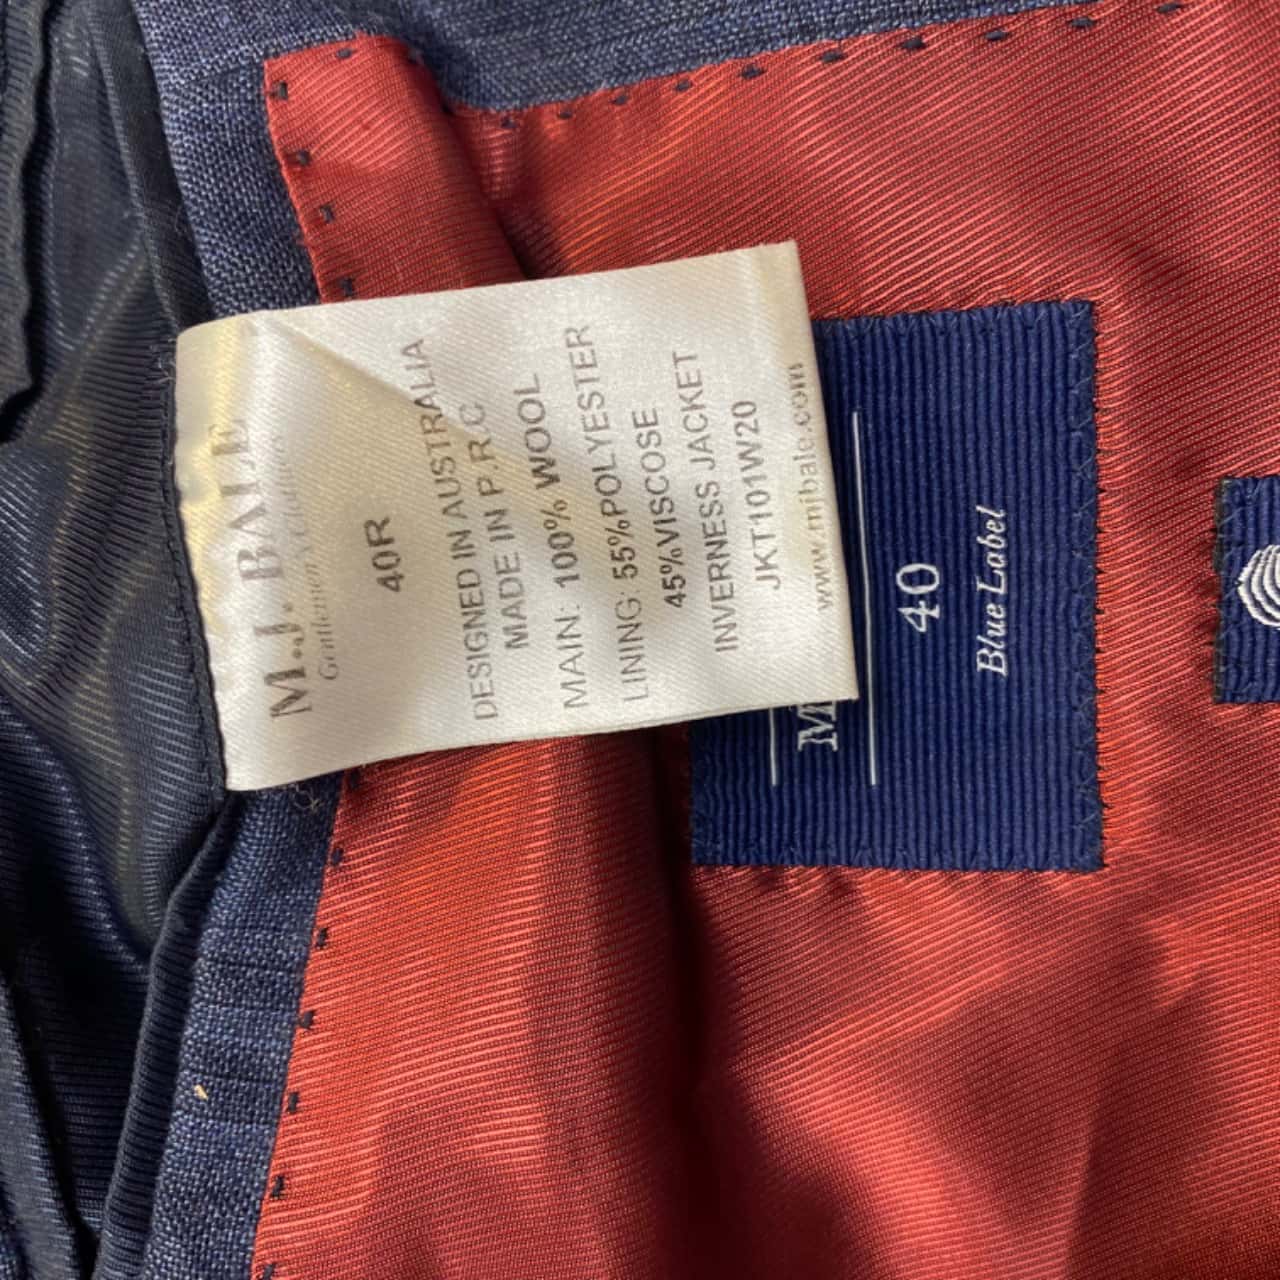 M.J. BALE
Gentlemen
40R
DESIGNED IN AUSTRALIA
MADE IN P.R.C
MAIN: 100% WOOL
LINING: 55%POLYESTER
45%VISCOSE
INVERNESS JACKET
JKT101W20
www.mjbale.com
40
Blue Label